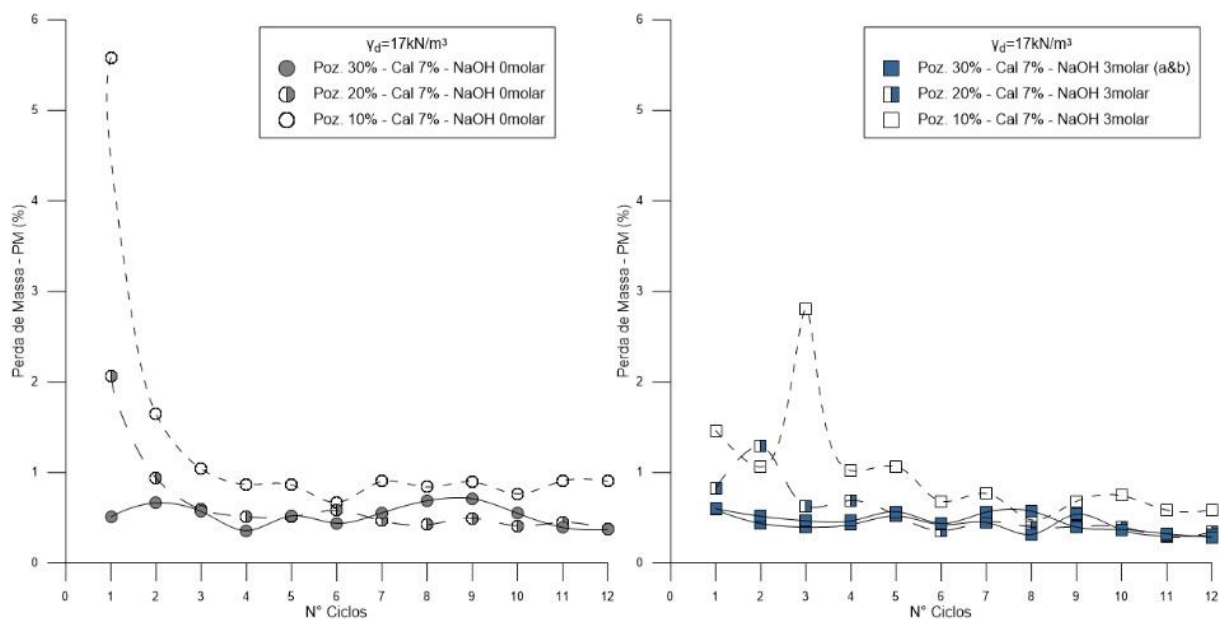 6
5
4
3
2
1
0
Perda de Massa - PM (%)
γd=17kN/m³
Poz. 30% - Cal 7% - NaOH 0molar
Poz. 20% - Cal 7% - NaOH 0molar
Poz. 10% - Cal 7% - NaOH 0molar
0 1 2 3 4 5 6 7 8 9 10 11 12
N° Ciclos
6
5
4
3
2
1
0
Perda de Massa - PM (%)
γd=17kN/m³
Poz. 30% - Cal 7% - NaOH 3molar (a&b)
Poz. 20% - Cal 7% - NaOH 3molar
Poz. 10% - Cal 7% - NaOH 3molar
0 1 2 3 4 5 6 7 8 9 10 11 12
N° Ciclos